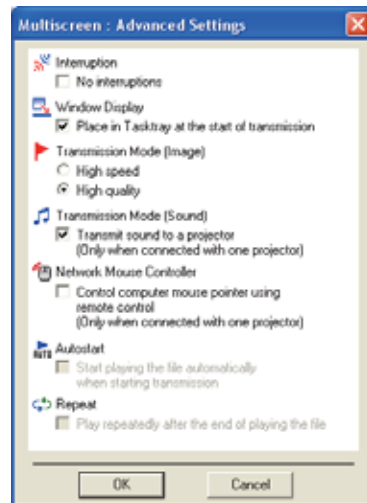 Multiscreen : Advanced Settings
Interruption
No interruptions
Window Display
Place in Tasktray at the start of transmission
Transmission Mode (Image)
High speed
High quality
Transmission Mode (Sound)
Transmit sound to a projector
(Only when connected with one projector)
Network Mouse Controller
Control computer mouse pointer using
remote control
(Only when connected with one projector)
AUTO
Autostart
Start playing the file automatically
when starting transmission
Repeat
Play repeatedly after the end of playing the file
OK
Cancel